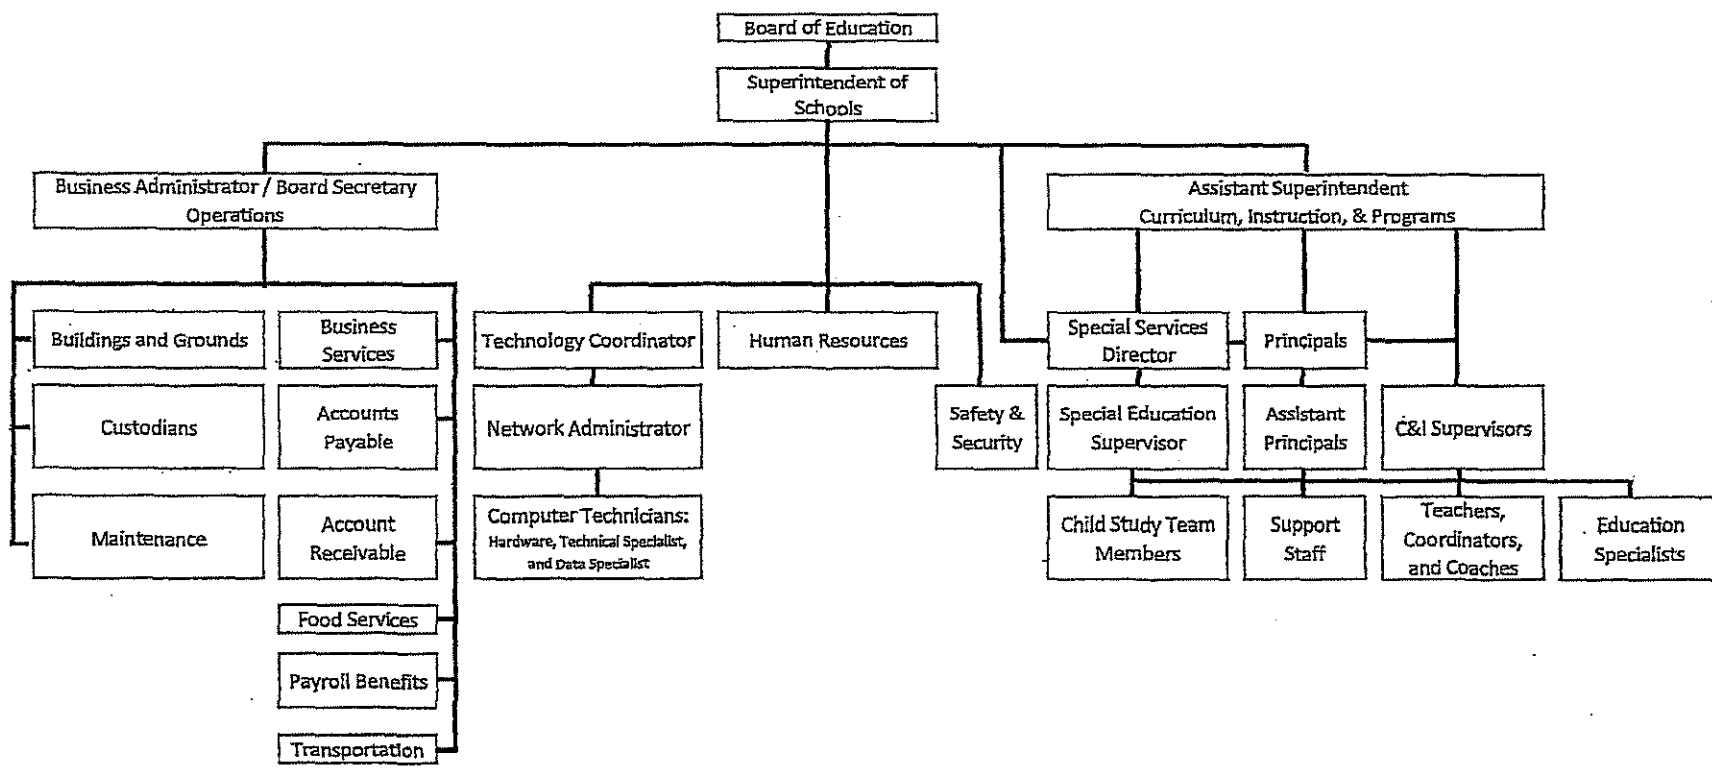 Board of Education
Superintendent of
Schools
Business Administrator / Board Secretary
Operations
Assistant Superintendent
Curriculum, Instruction, & Programs
Buildings and Grounds
Business
Services
Technology Coordinator
Human Resources
Special Services
Director
Principals
Custodians
Accounts
Payable
Network Administrator
Safety &
Security
Special Education
Supervisor
Assistant
Principals
C&I Supervisors
Maintenance
Account
Receivable
Computer Technicians:
Hardware, Technical Specialist,
and Data Specialist
Child Study Team
Members
Support
Staff
Teachers,
Coordinators,
and Coaches
Education
Specialists
Food Services
Payroll Benefits
Transportation